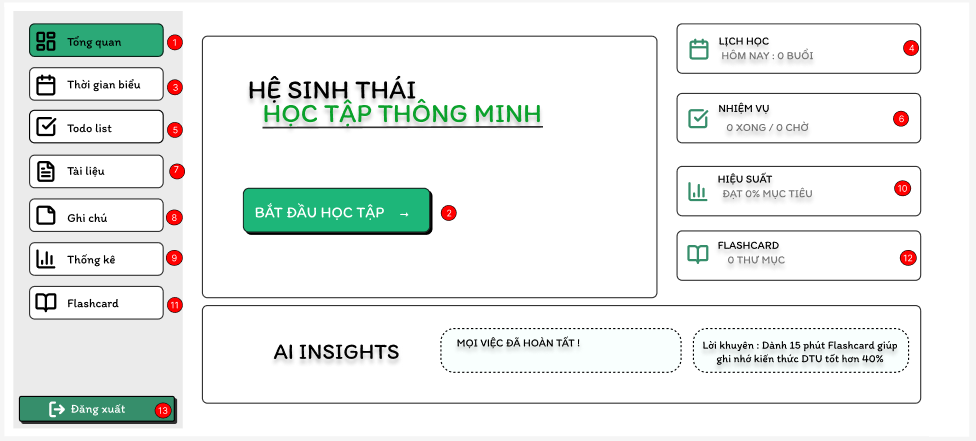 Tổng quan
1
Thời gian biểu
3
Todo list
5
Tài liệu
7
Ghi chú
8
Thống kê
9
Flashcard
11
Đăng xuất
13
HỆ SINH THÁI
HỌC TẬP THÔNG MINH
BẮT ĐẦU HỌC TẬP →
2
LỊCH HỌC
HÔM NAY : 0 BUỔI
4
NHIỆM VỤ
0 XONG / 0 CHỜ
6
HIỆU SUẤT
ĐẠT 0% MỤC TIÊU
10
FLASHCARD
0 THƯ MỤC
12
AI INSIGHTS
MỌI VIỆC ĐÃ HOÀN TẤT !
Lời khuyên : Dành 15 phút Flashcard giúp
ghi nhớ kiến thức DTU tốt hơn 40%